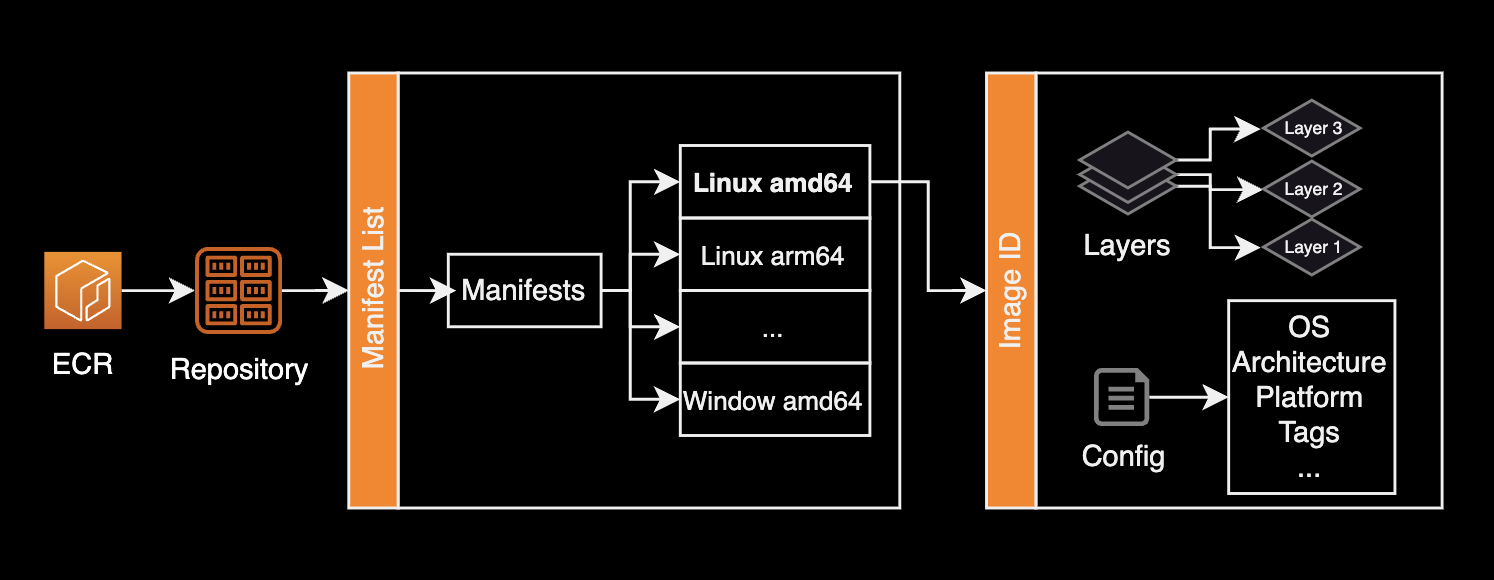 ECR
Repository
Manifest List
Manifests
Linux amd64
Linux arm64
...
Window amd64
Image ID
Layers
Layer 3
Layer 2
Layer 1
Config
OS
Architecture
Platform
Tags
...